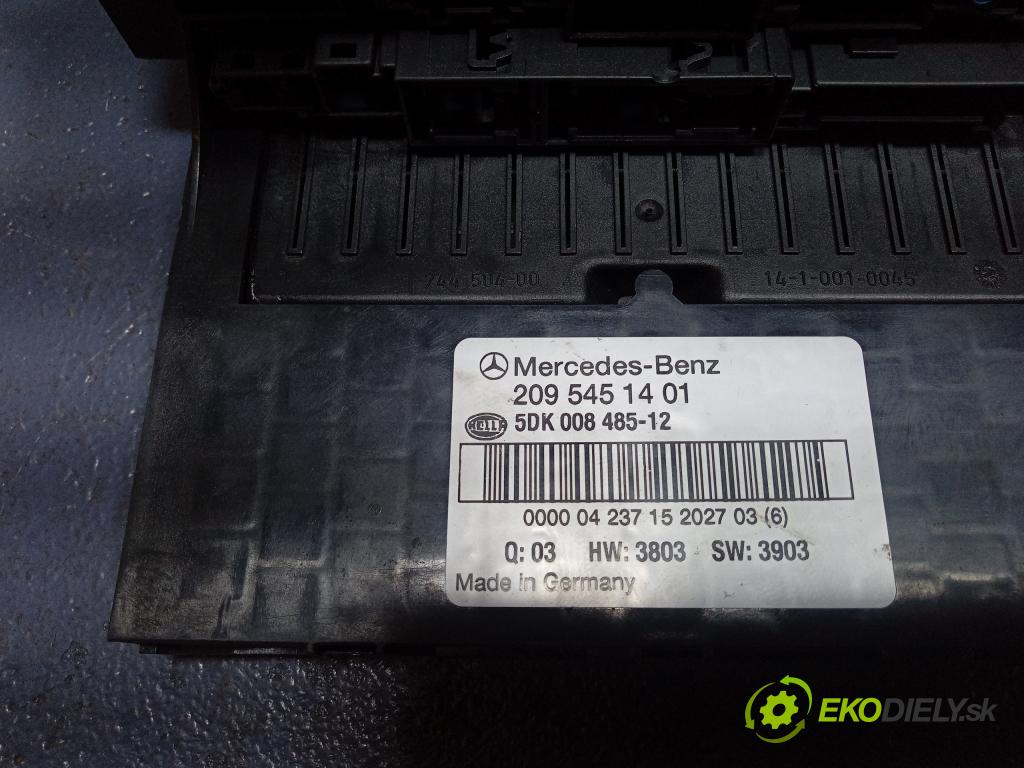 744-504-00
14-1-001-0045
Mercedes-Benz
209 545 14 01
HELLA
5DK 008 485-12
0000 04 237 15 2027 03 (6)
Q: 03 HW: 3803 SW: 3903
Made in Germany
EKODIELY.sk